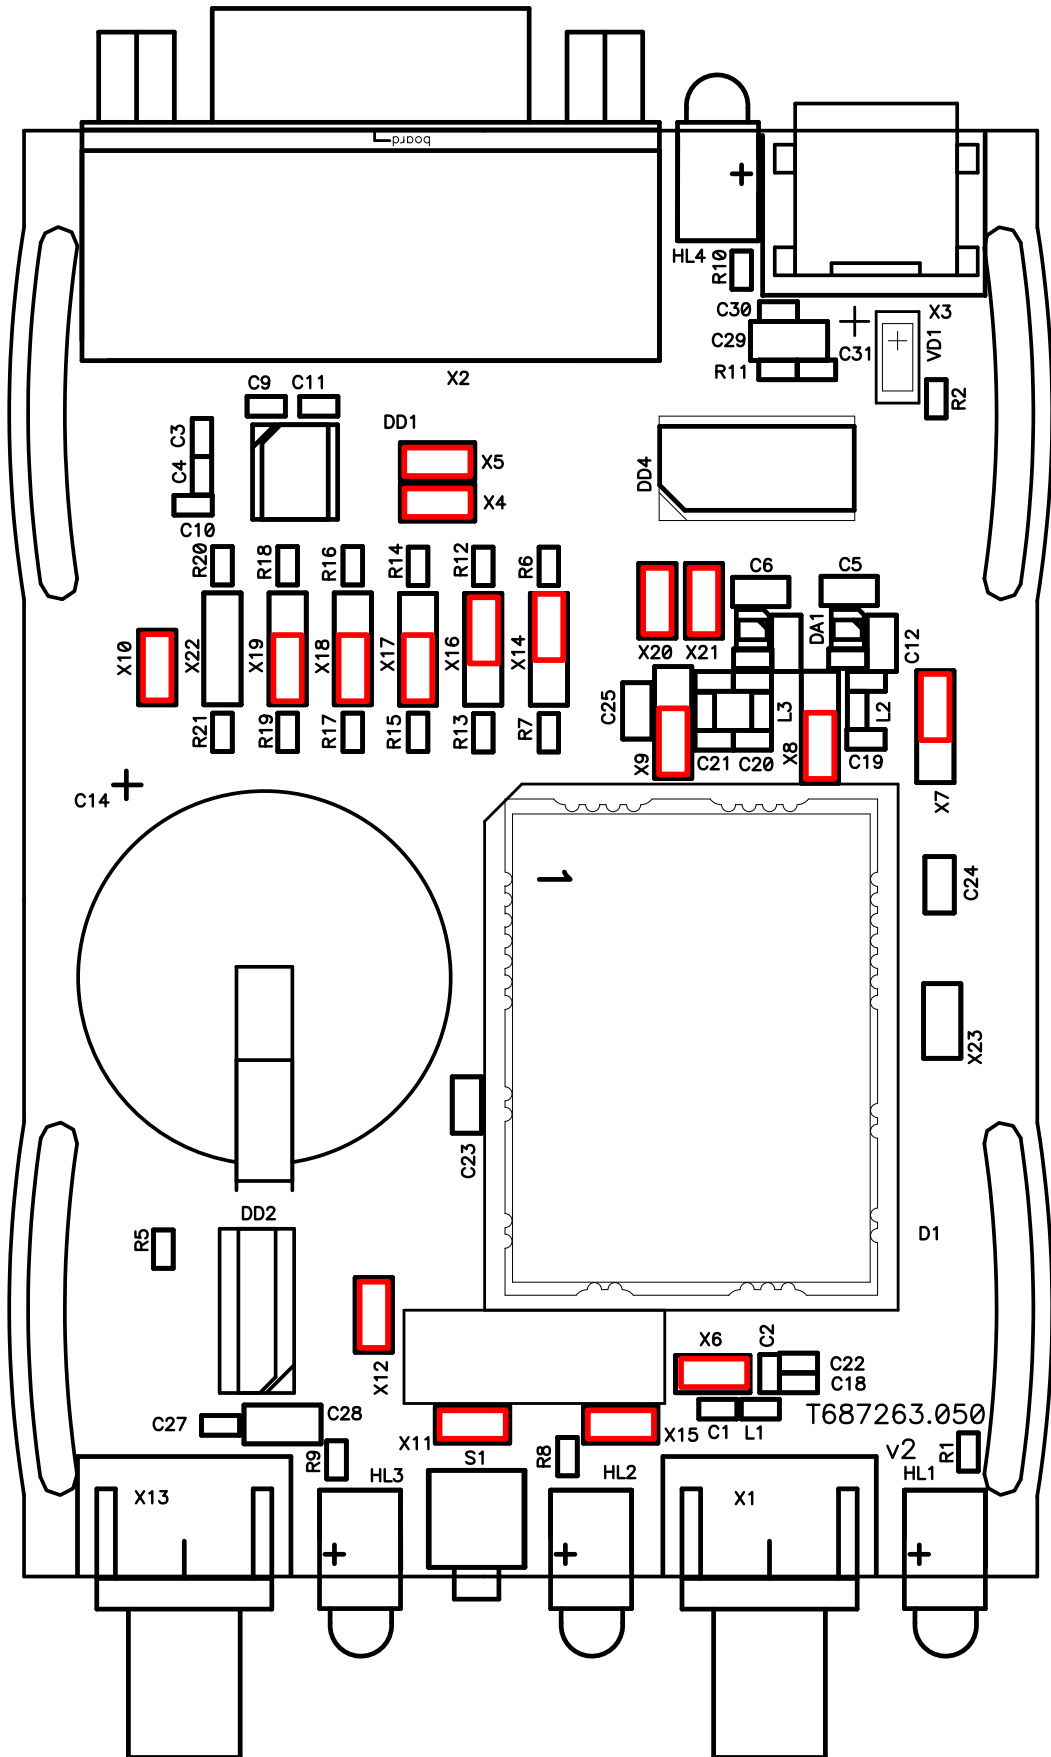 board
HL4
R10
X3
C30
C29
C31
VD1
R11
R2
X2
C9 C11
DD1
C3
X5
C4
X4
DD4
C10
R20 R18 R16 R14 R12 R6
C6 C5
DA1
X10 X22 X19 X18 X17 X16 X14
X20 X21
C12
C25
L3
L2
R21 R19 R17 R15 R13 R7
X9
C21 C20
X8
C19
X7
C14
1
C24
X23
C23
DD2
D1
R5
X12
X6
C2
C22
C18
C27
C28
C1 L1
T687263.050
X11
X15
v2
R9
S1
R8
R1
HL3
HL2
HL1
X13
X1